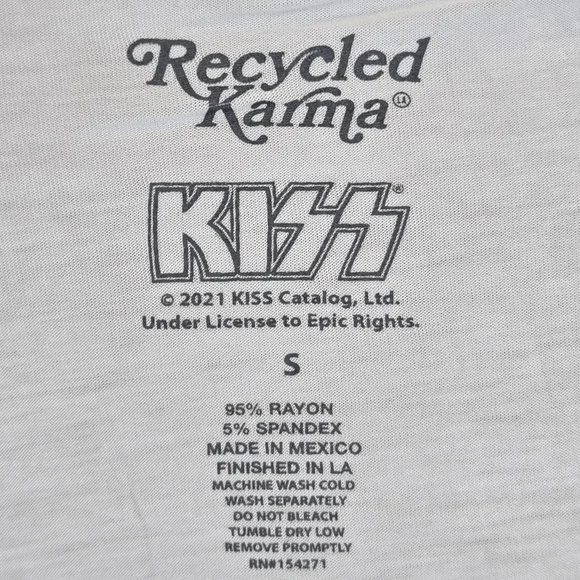 Recycled
Karma LA
KISS®
© 2021 KISS Catalog, Ltd.
Under License to Epic Rights.
S
95% RAYON
5% SPANDEX
MADE IN MEXICO
FINISHED IN LA
MACHINE WASH COLD
WASH SEPARATELY
DO NOT BLEACH
TUMBLE DRY LOW
REMOVE PROMPTLY
RN#154271